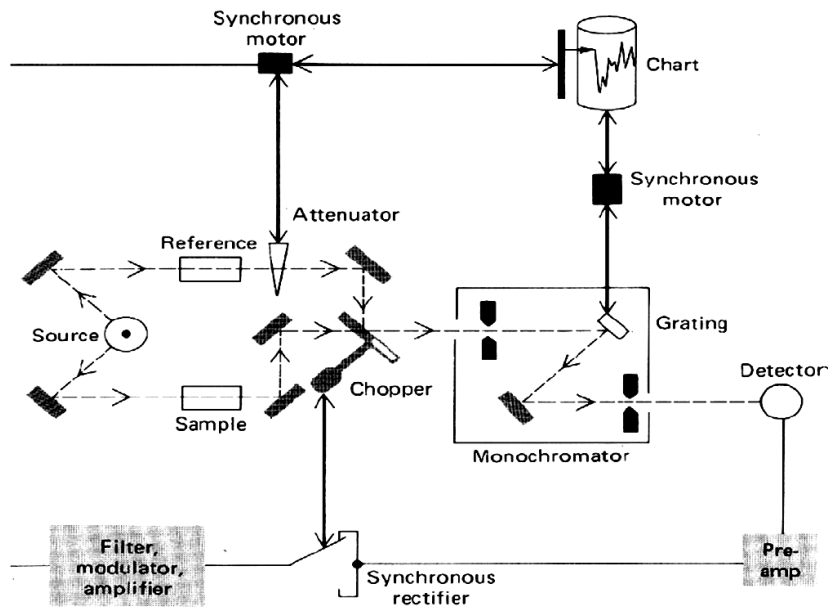 Synchronous
motor
Chart
Synchronous
motor
Attenuator
Reference
Source
Grating
Chopper
Detector
Sample
Monochromator
Filter,
modulator,
amplifier
Synchronous
rectifier
Pre-
amp